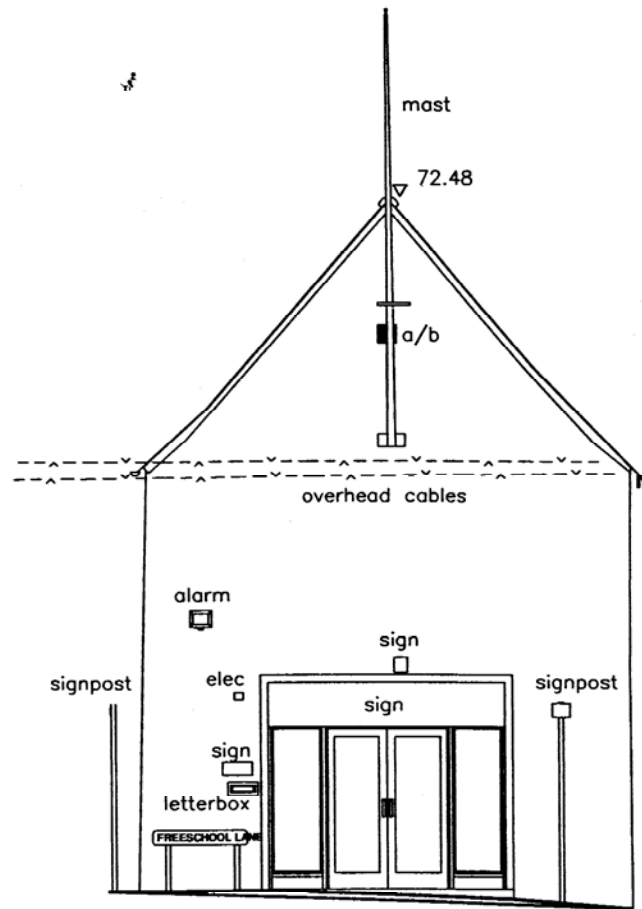 mast
72.48
a/b
overhead cables
alarm
sign
signpost
elec
sign
signpost
sign
letterbox
FREESCHOOL LANE